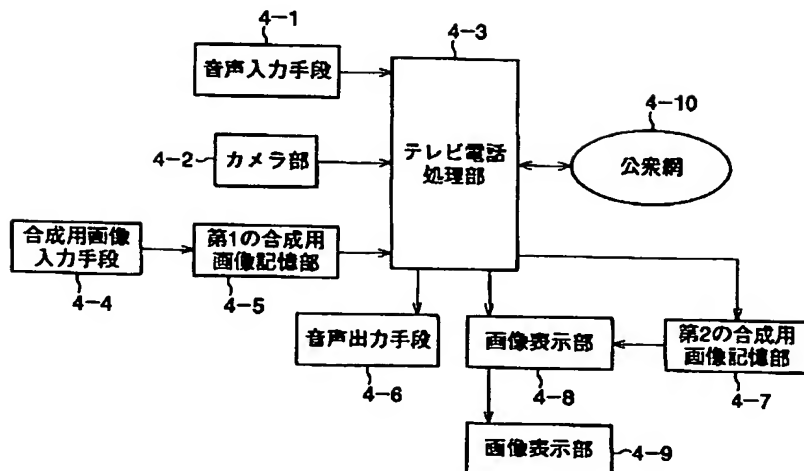 4-1
音声入力手段
4-3
テレビ電話
処理部
4-10
公衆網
4-2
カメラ部
合成用画像
入力手段
4-4
第1の合成用
画像記憶部
4-5
音声出力手段
4-6
画像表示部
4-8
第2の合成用
画像記憶部
4-7
画像表示部
4-9